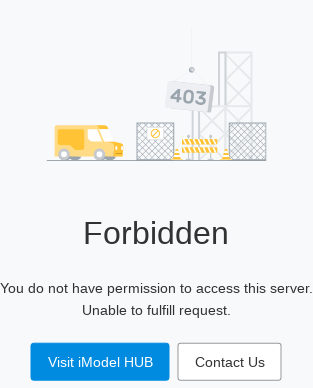 403
Forbidden
You do not have permission to access this server.
Unable to fulfill request.
Visit iModel HUB
Contact Us